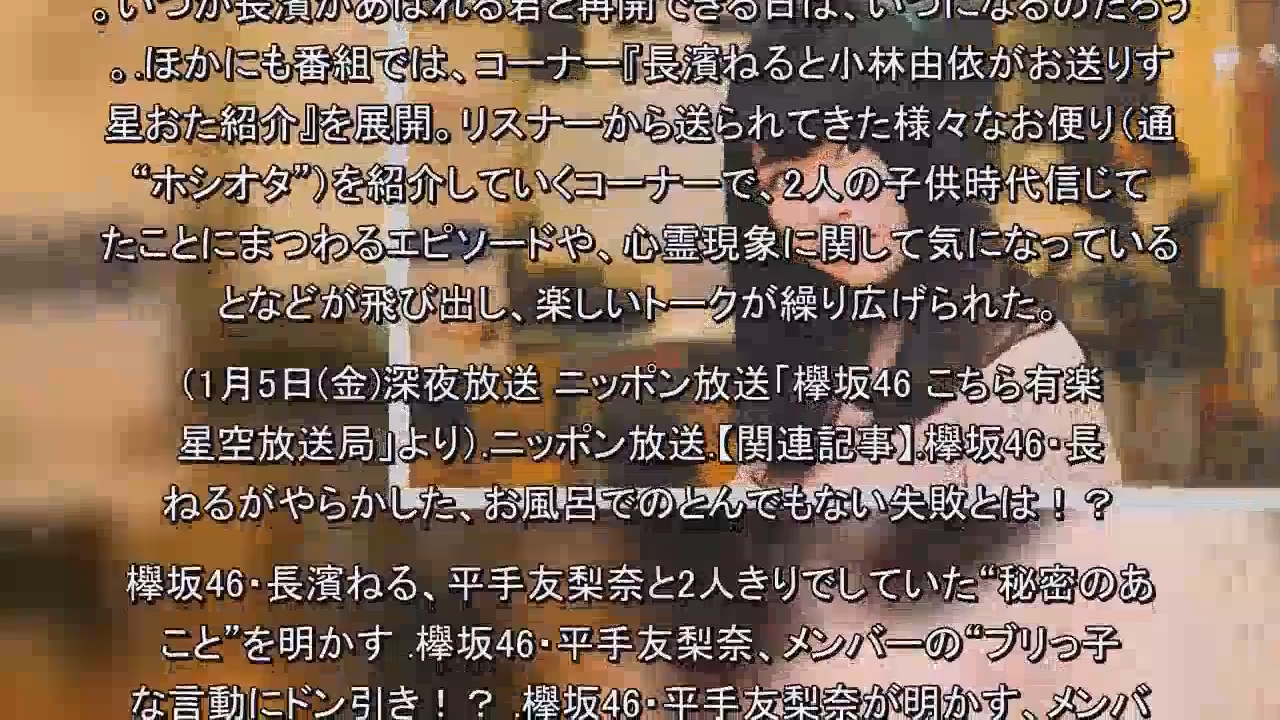 。いつか長濱があばれる君と再開できる日は、いつになるのだろう
。.ほかにも番組では、コーナー『長濱ねると小林由依がお送りす
星おた紹介』を展開。リスナーから送られてきた様々なお便り(通
“ホシオタ”)を紹介していくコーナーで、2人の子供時代信じて
たことにまつわるエピソードや、心霊現象に関して気になっている
となどが飛び出し、楽しいトークが繰り広げられた。
(1月5日(金)深夜放送 ニッポン放送「欅坂46 こちら有楽
星空放送局」より).ニッポン放送.【関連記事】.欅坂46・長
ねるがやらかした、お風呂でのとんでもない失敗とは！？
欅坂46・長濱ねる、平手友梨奈と2人きりでしていた“秘密のあ
こと”を明かす .欅坂46・平手友梨奈、メンバーの“ブリっ子
な言動にドン引き！？ .欅坂46・平手友梨奈が明かす、メンバ